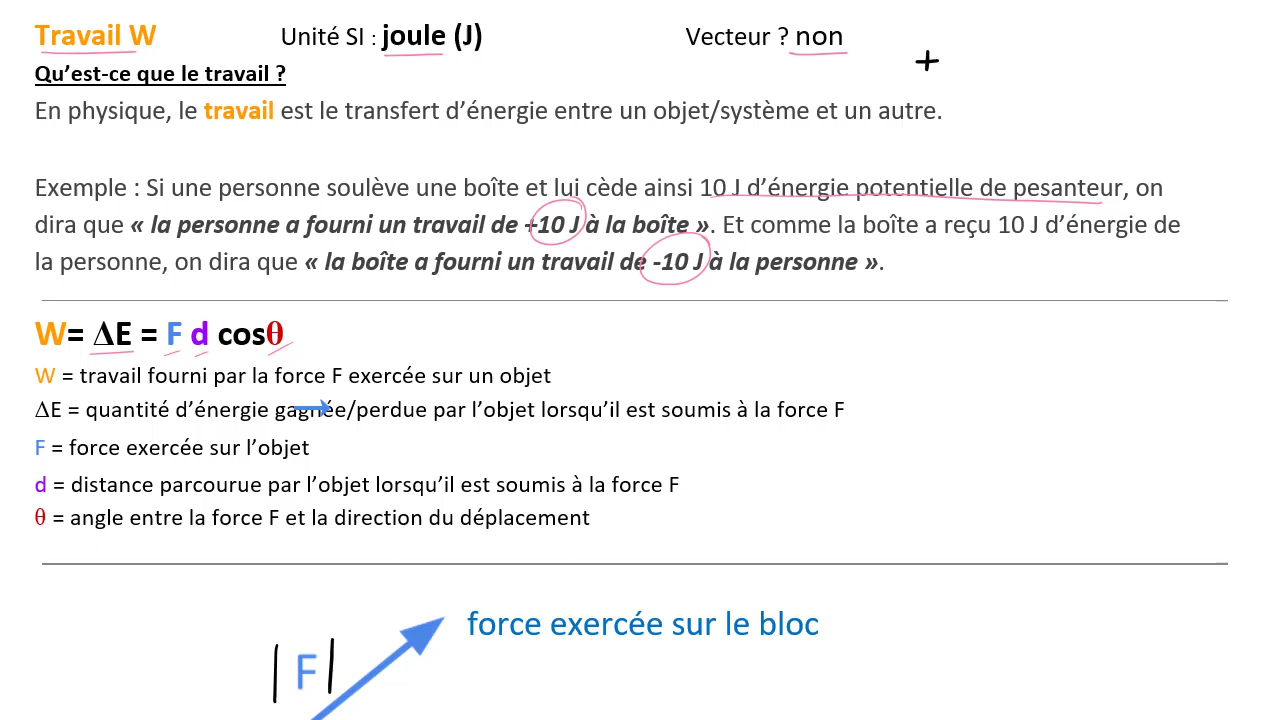 Travail W Unité SI : joule (J) Vecteur ? non
+
Qu'est-ce que le travail ?
En physique, le travail est le transfert d'énergie entre un objet/système et un autre.
Exemple : Si une personne soulève une boîte et lui cède ainsi 10 J d'énergie potentielle de pesanteur, on
dira que « la personne a fourni un travail de +10 J à la boîte ». Et comme la boîte a reçu 10 J d'énergie de
la personne, on dira que « la boîte a fourni un travail de -10 J à la personne ».
W= ΔE = F d cosθ
W = travail fourni par la force F exercée sur un objet
ΔE = quantité d'énergie gagnée/perdue par l'objet lorsqu'il est soumis à la force F
F = force exercée sur l'objet
d = distance parcourue par l'objet lorsqu'il est soumis à la force F
θ = angle entre la force F et la direction du déplacement
force exercée sur le bloc
|F|